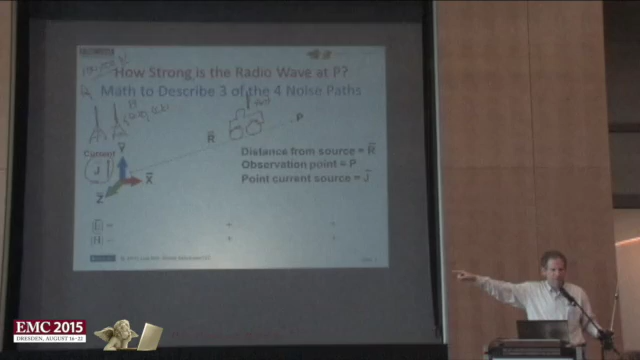 How Strong is the Radio Wave at P?
Math to Describe 3 of the 4 Noise Paths
P
R
Current
J
Y
X
Z
Distance from source = R
Observation point = P
Point current source = J
|E| = + +
|H| = + +
EMC 2015
DRESDEN, AUGUST 16-22